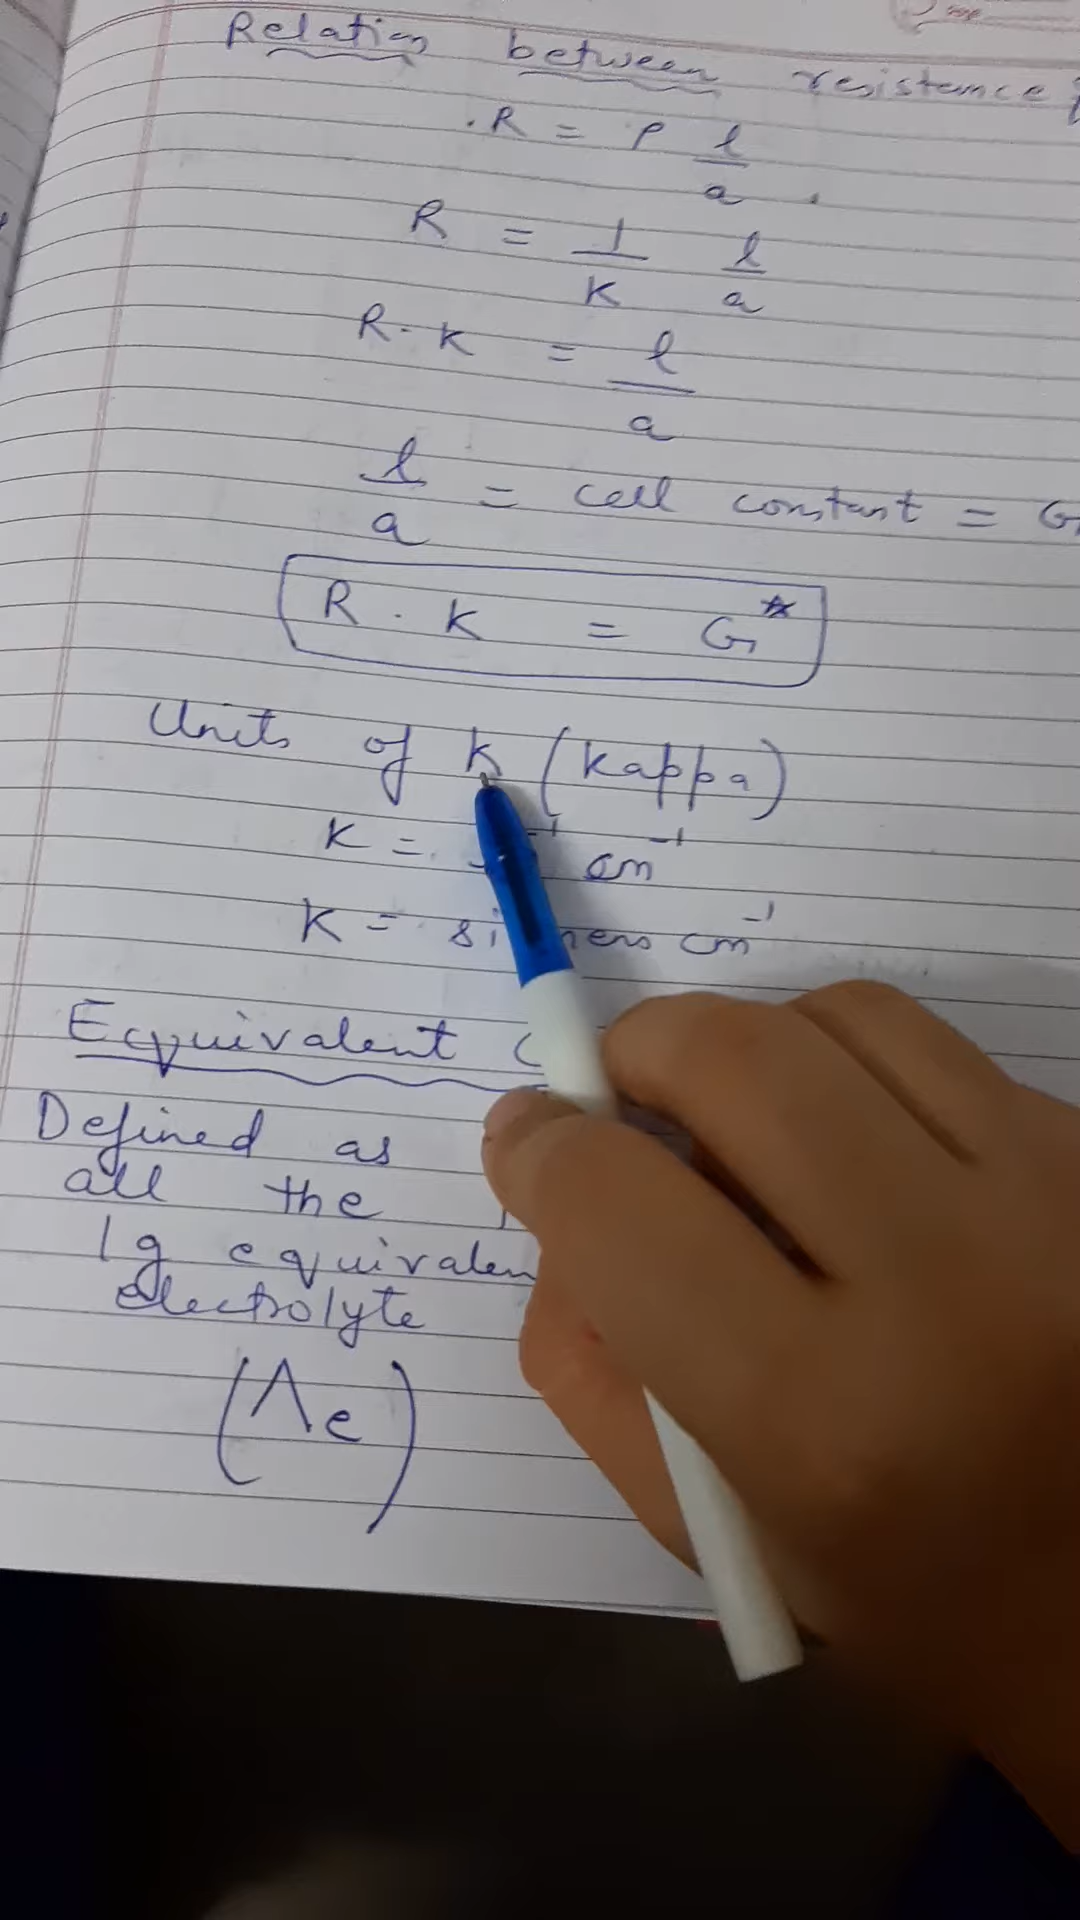 Relation between resistence
R = ρ l/a
R = 1/K l/a
R . K = l/a
l/a = cell constant = G
R . K = G*
Units of K (kappa)
K = cm⁻¹
K = cm⁻¹
Equivalent
Defined as
all the
1g equivalen
electrolyte
(Λe)